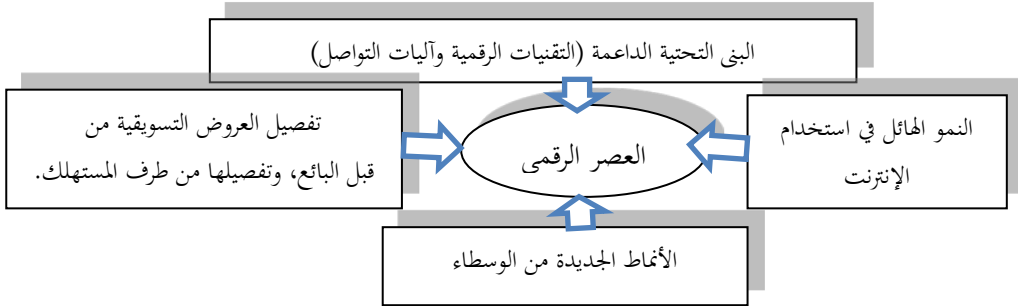 البنى التحتية الداعمة (التقنيات الرقمية وآليات التواصل)
النمو الهائل في استخدام
الإنترنت
العصر الرقمي
تفصيل العروض التسويقية من
قبل البائع، وتفصيلها من طرف المستهلك.
الأنماط الجديدة من الوسطاء